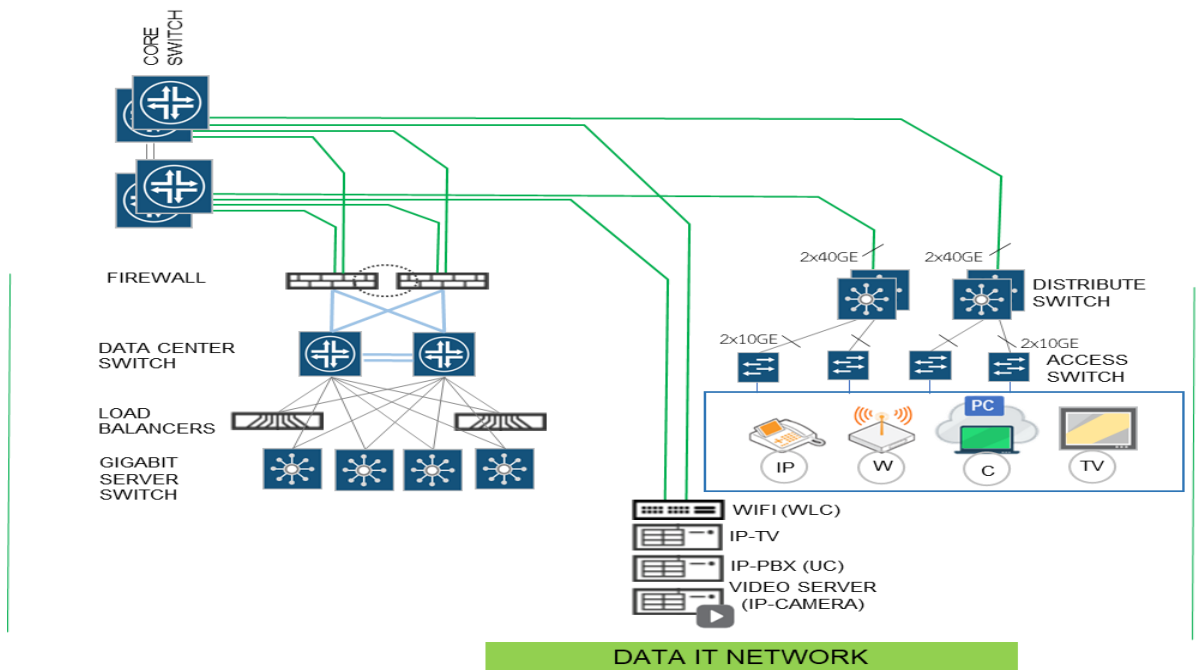 CORE
SWITCH
FIREWALL
DATA CENTER
SWITCH
LOAD
BALANCERS
GIGABIT
SERVER
SWITCH
2x40GE
2x40GE
DISTRIBUTE
SWITCH
2x10GE
2x10GE
ACCESS
SWITCH
PC
IP
W
C
TV
WIFI (WLC)
IP-TV
IP-PBX (UC)
VIDEO SERVER
(IP-CAMERA)
DATA IT NETWORK